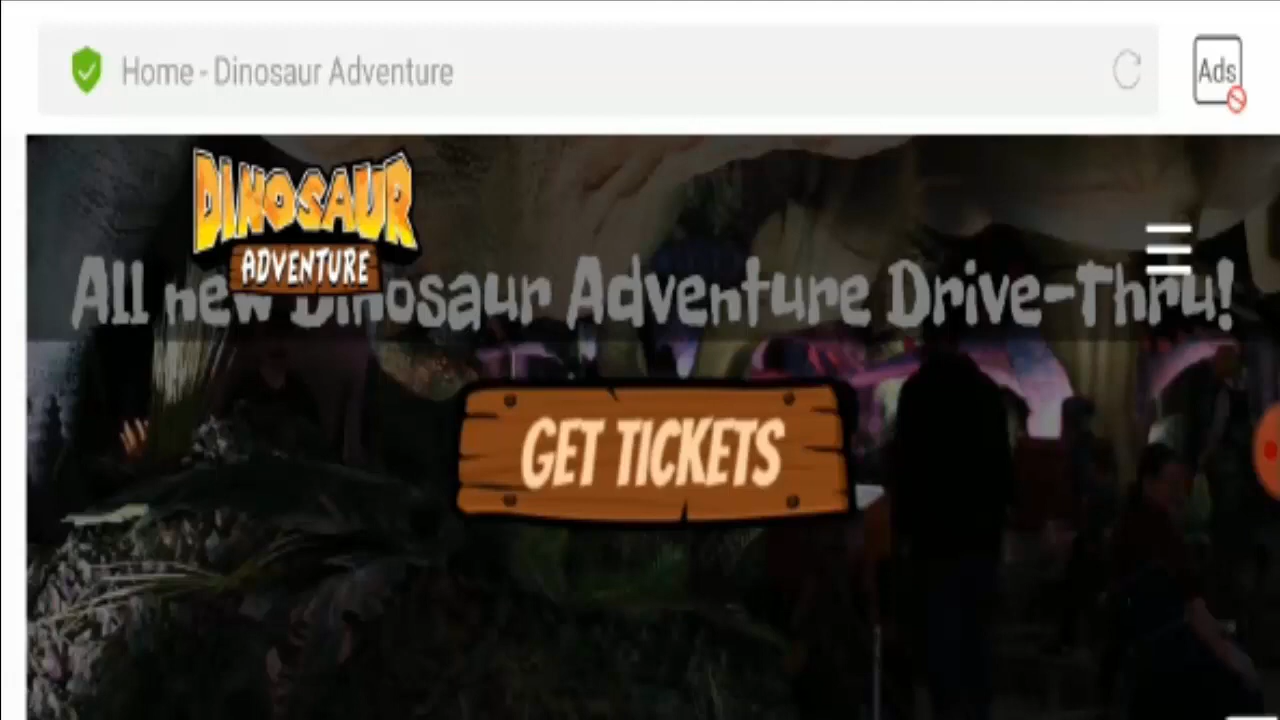 Home - Dinosaur Adventure
Ads
DINOSAUR
ADVENTURE
All new Dinosaur Adventure Drive-Thru!
GET TICKETS